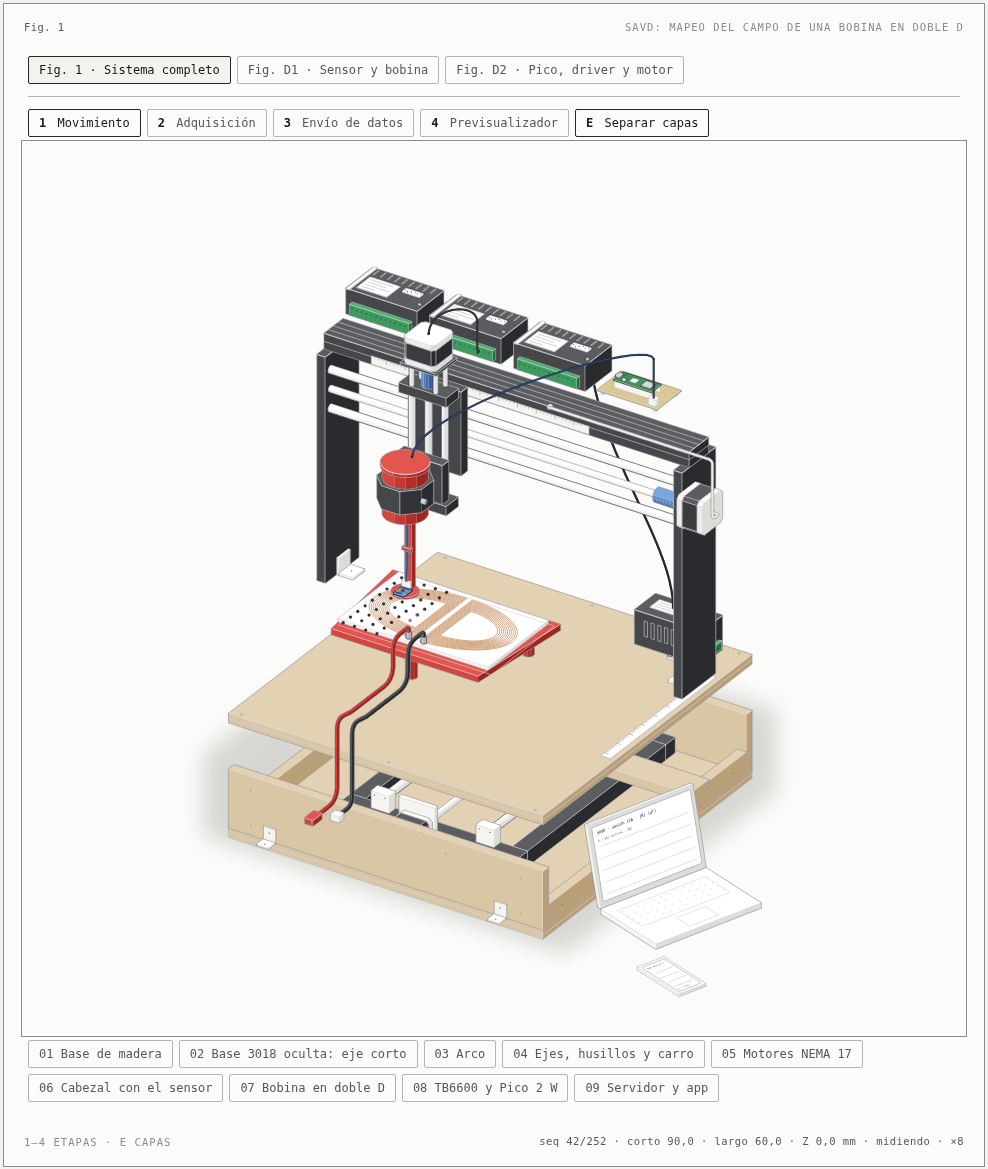 Fig. 1
SAVD: MAPEO DEL CAMPO DE UNA BOBINA EN DOBLE D
Fig. 1 · Sistema completo
Fig. D1 · Sensor y bobina
Fig. D2 · Pico, driver y motor
1 Movimiento
2 Adquisición
3 Envío de datos
4 Previsualizador
E Separar capas
01 Base de madera
02 Base 3018 oculta: eje corto
03 Arco
04 Ejes, husillos y carro
05 Motores NEMA 17
06 Cabezal con el sensor
07 Bobina en doble D
08 TB6600 y Pico 2 W
09 Servidor y app
1—4 ETAPAS · E CAPAS
seq 42/252 · corto 90,0 · largo 60,0 · Z 0,0 mm · midiendo · ×8